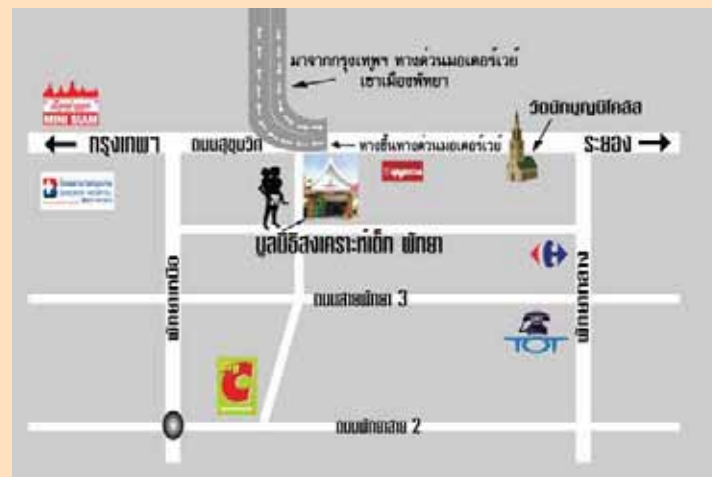 มาจากกรุงเทพฯ ทางด่วนมอเตอร์เวย์
เข้าเมืองพัทยา
MINI SIAM
วัดนักบุญนิโคลัส
กรุงเทพฯ
ถนนสุขุมวิท
ทางขึ้นทางด่วนมอเตอร์เวย์
ระยอง
มูลนิธิสงเคราะห์เด็ก พัทยา
พัทยาเหนือ
พัทยากลาง
ถนนสายพัทยา 3
TOT
ถนนพัทยาสาย 2